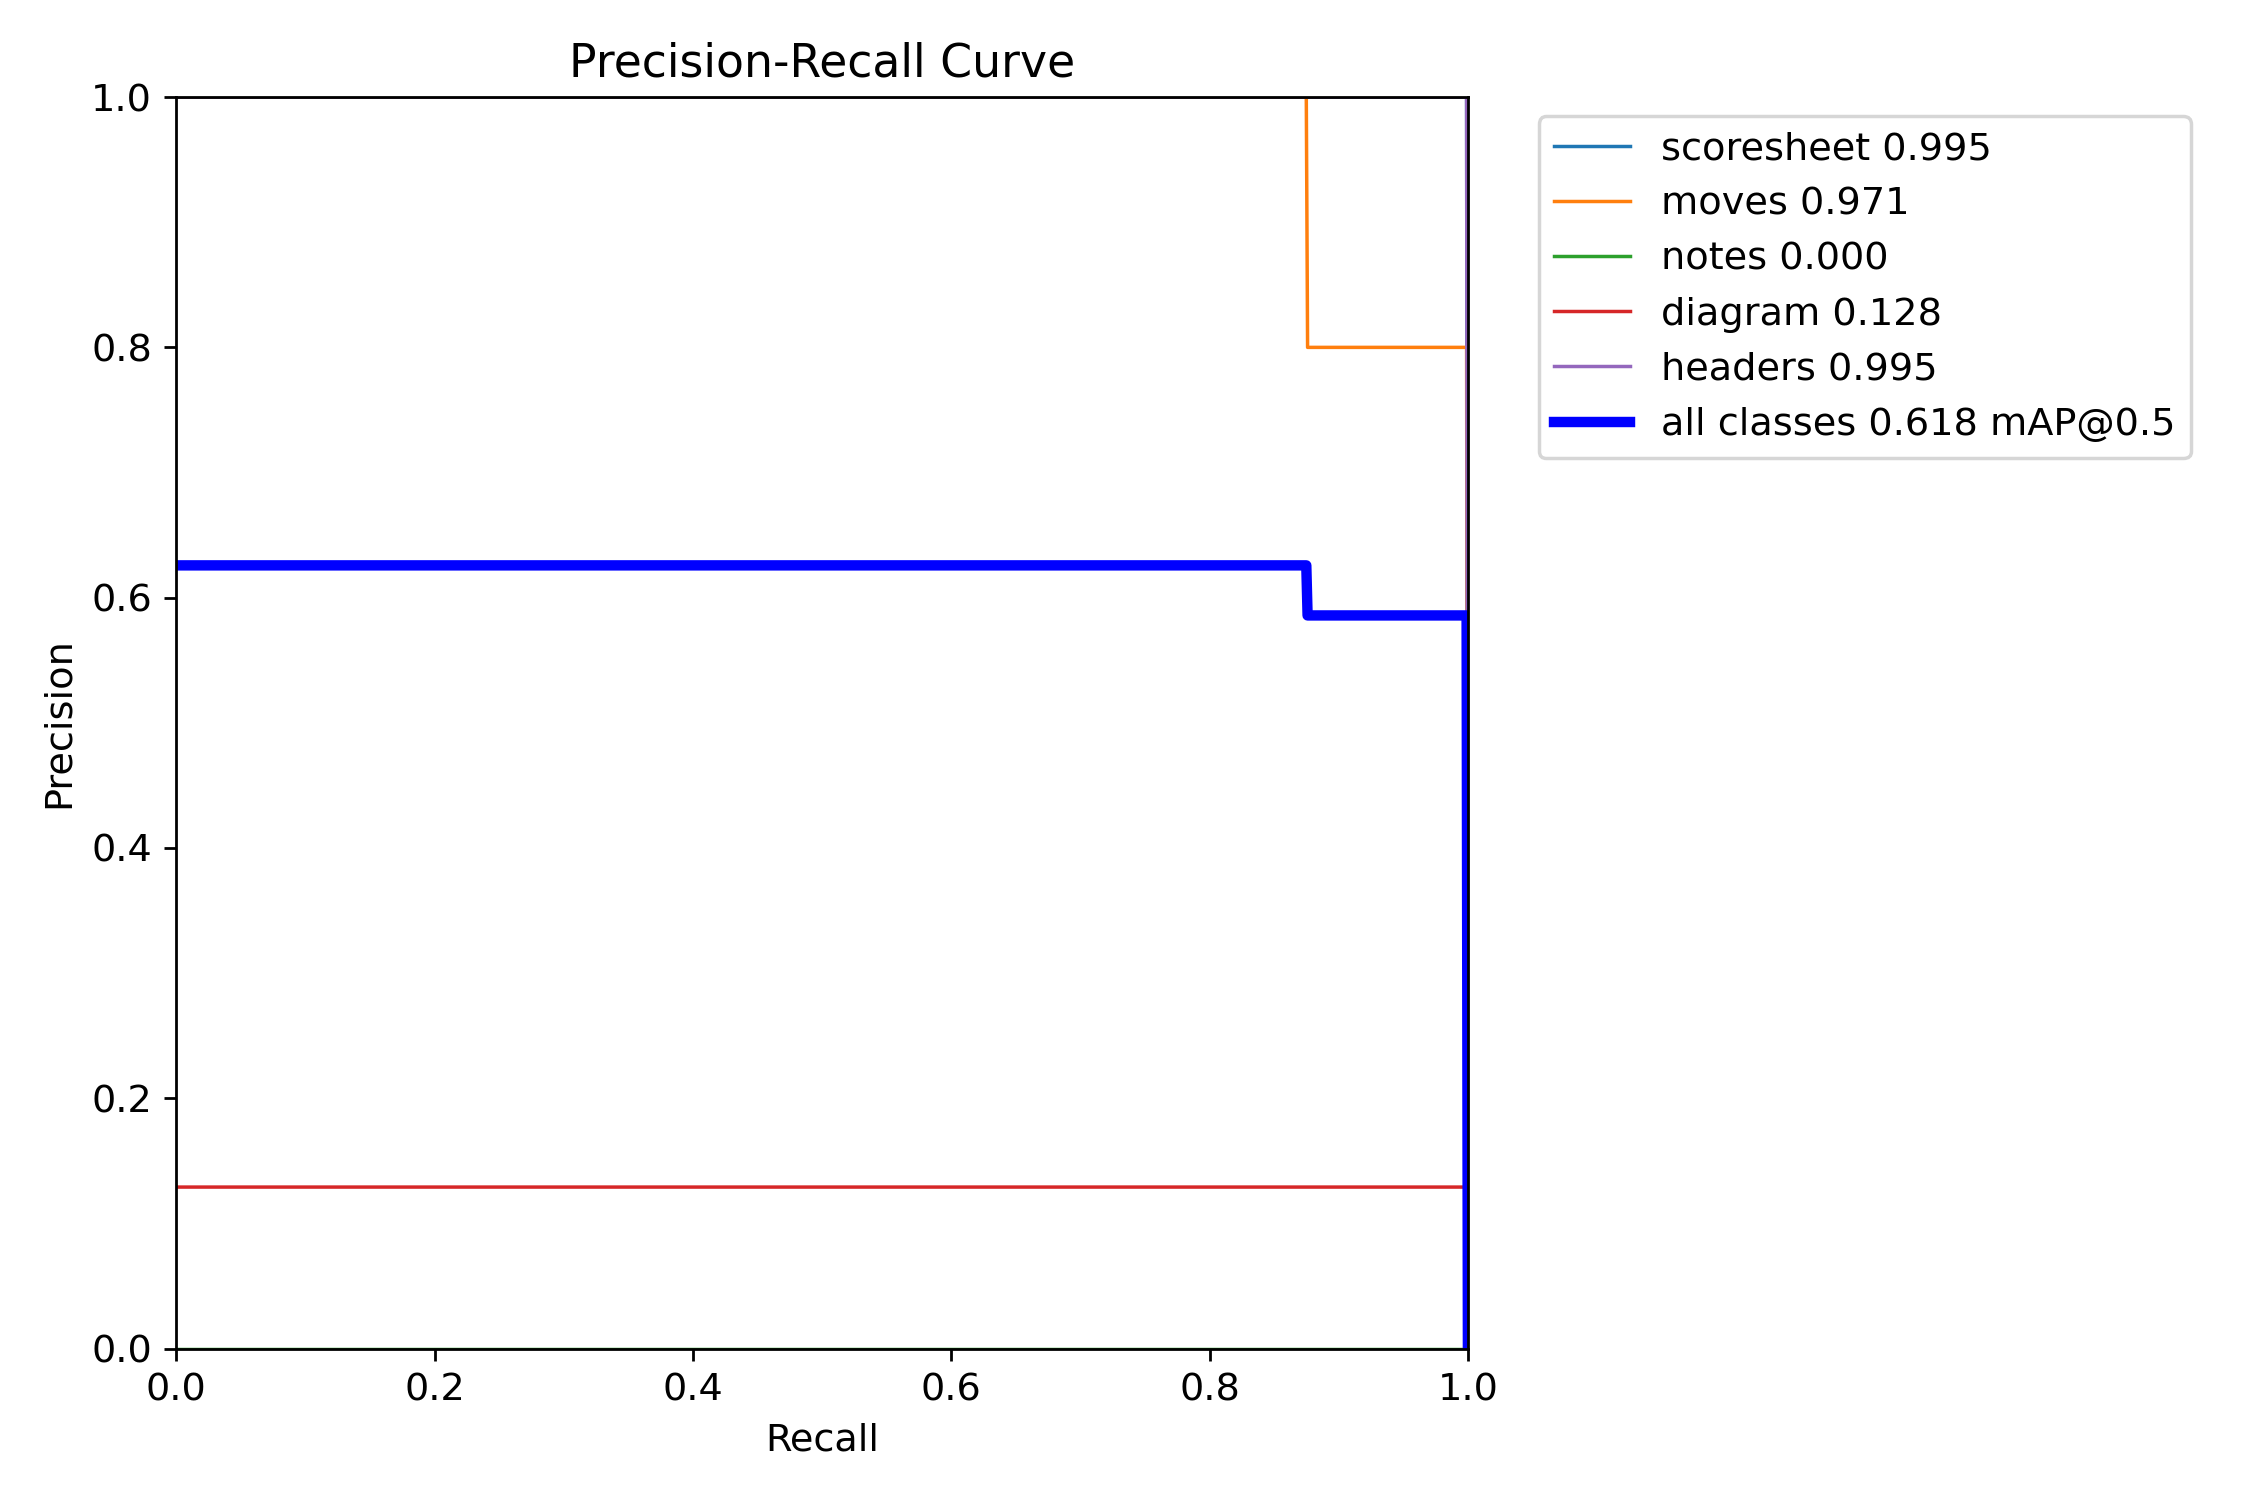 Precision-Recall Curve
1.0
0.8
0.6
0.4
0.2
0.0
Precision
0.0 0.2 0.4 0.6 0.8 1.0
Recall
scoresheet 0.995
moves 0.971
notes 0.000
diagram 0.128
headers 0.995
all classes 0.618 mAP@0.5